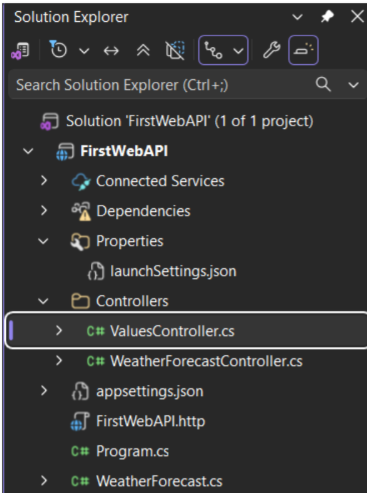 Solution Explorer
Search Solution Explorer (Ctrl+;)
Solution 'FirstWebAPI' (1 of 1 project)
FirstWebAPI
Connected Services
Dependencies
Properties
launchSettings.json
Controllers
C# ValuesController.cs
C# WeatherForecastController.cs
appsettings.json
FirstWebAPI.http
C# Program.cs
C# WeatherForecast.cs